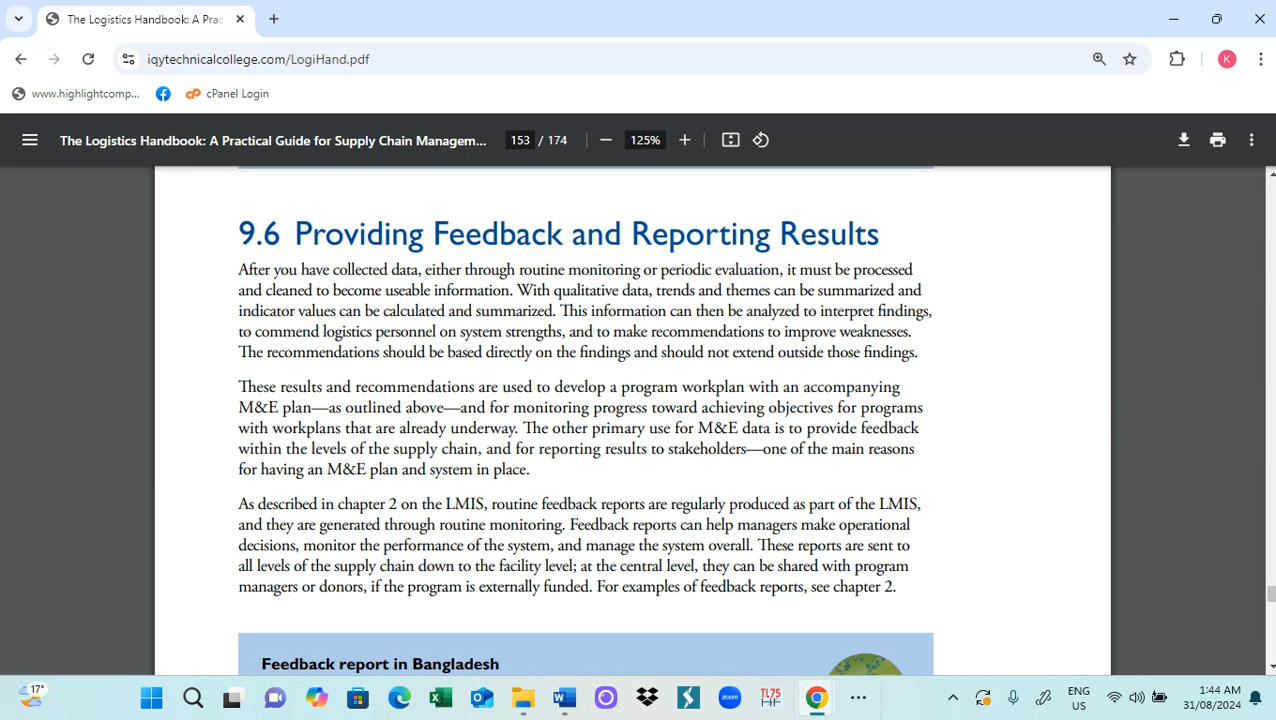 The Logistics Handbook: A Prac
iqytechnicalcollege.com/LogiHand.pdf
K
www.highlightcomp...
cP cPanel Login
The Logistics Handbook: A Practical Guide for Supply Chain Managem...
153 / 174
125%
9.6 Providing Feedback and Reporting Results
After you have collected data, either through routine monitoring or periodic evaluation, it must be processed
and cleaned to become useable information. With qualitative data, trends and themes can be summarized and
indicator values can be calculated and summarized. This information can then be analyzed to interpret findings,
to commend logistics personnel on system strengths, and to make recommendations to improve weaknesses.
The recommendations should be based directly on the findings and should not extend outside those findings.
These results and recommendations are used to develop a program workplan with an accompanying
M&E plan—as outlined above—and for monitoring progress toward achieving objectives for programs
with workplans that are already underway. The other primary use for M&E data is to provide feedback
within the levels of the supply chain, and for reporting results to stakeholders—one of the main reasons
for having an M&E plan and system in place.
As described in chapter 2 on the LMIS, routine feedback reports are regularly produced as part of the LMIS,
and they are generated through routine monitoring. Feedback reports can help managers make operational
decisions, monitor the performance of the system, and manage the system overall. These reports are sent to
all levels of the supply chain down to the facility level; at the central level, they can be shared with program
managers or donors, if the program is externally funded. For examples of feedback reports, see chapter 2.
Feedback report in Bangladesh
17°
zoom
TL75
ENG
US
1:44 AM
31/08/2024